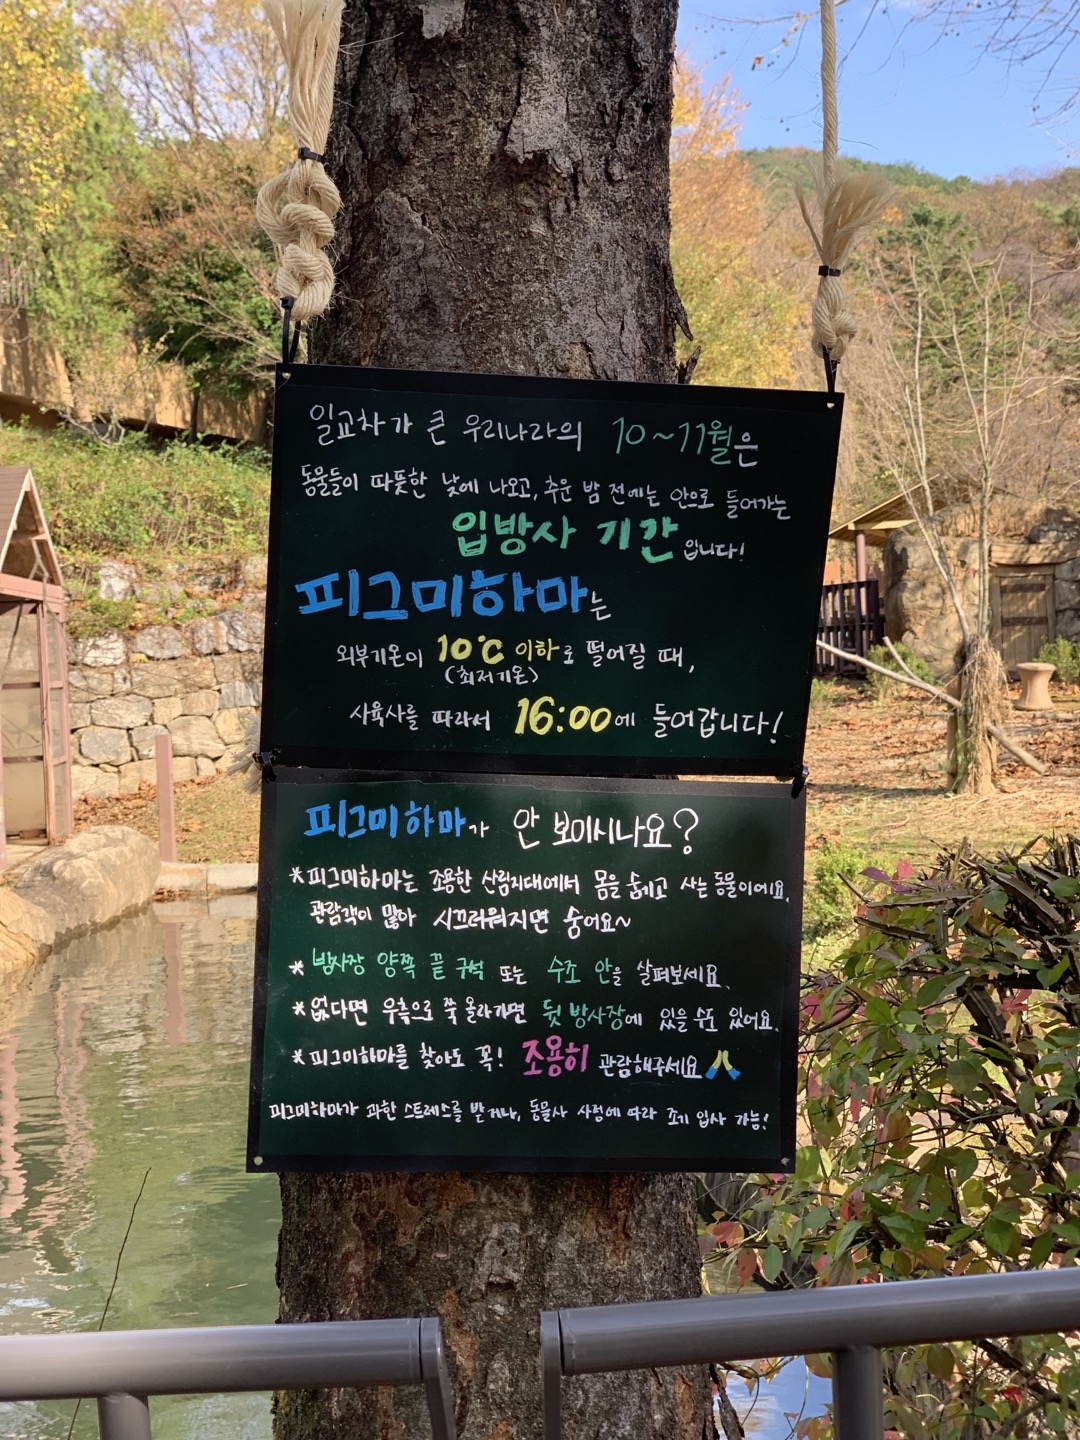 일교차가 큰 우리나라의 10~11월은
동물들이 따뜻한 낮에 나오고, 추운 밤 전에는 안으로 들어가는
입방사 기간 입니다!
피그미하마는
외부기온이 10℃ 이하로 떨어질 때,
(최저기온)
사육사를 따라서 16:00에 들어갑니다!
피그미하마가 안 보이시나요?
*피그미하마는 조용한 산림지대에서 몸을 숨기고 사는 동물이에요.
관람객이 많아 시끄러워지면 숨어요~
* 방사장 양쪽 끝 구석 또는 수조 안을 살펴보세요.
*없다면 우측으로 쭉 올라가면 뒷 방사장에 있을 수도 있어요.
* 피그미하마를 찾아도 꼭! 조용히 관람해주세요
피그미하마가 과한 스트레스를 받거나, 동물사 사정에 따라 조기 입사 가능!